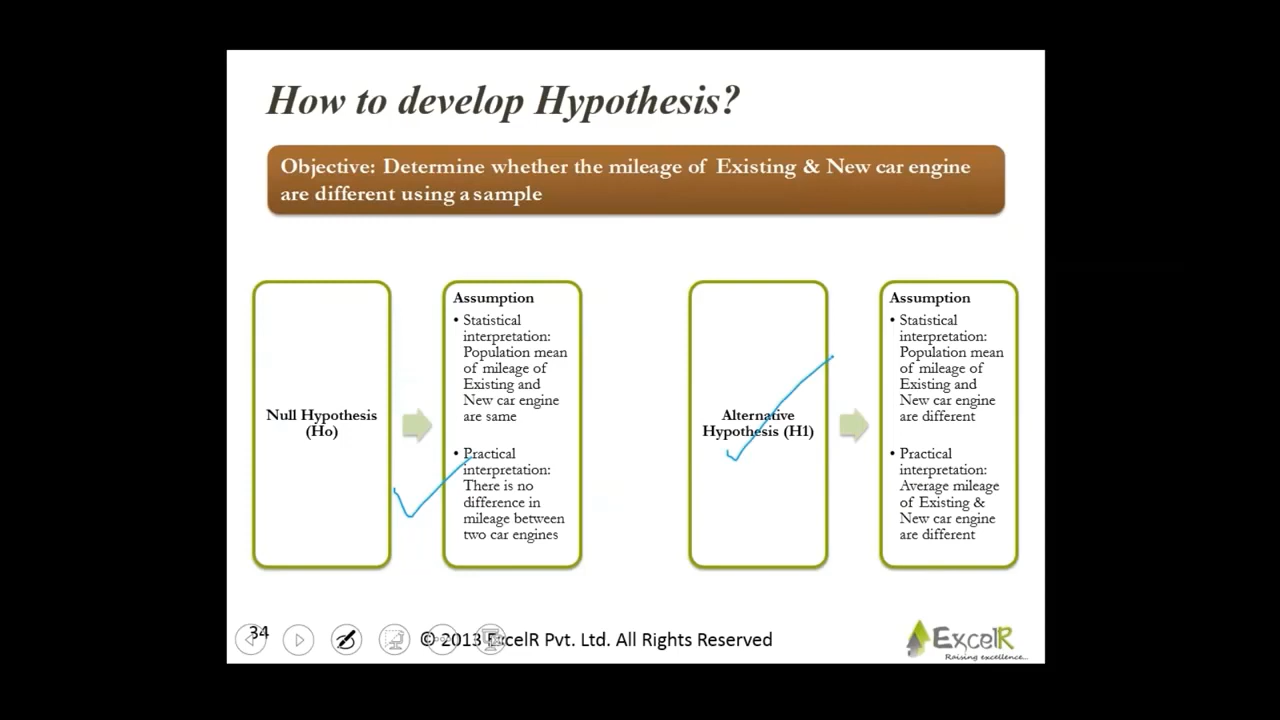 How to develop Hypothesis?
Objective: Determine whether the mileage of Existing & New car engine
are different using a sample
Null Hypothesis
(Ho)
Assumption
• Statistical
interpretation:
Population mean
of mileage of
Existing and
New car engine
are same
• Practical
interpretation:
There is no
difference in
mileage between
two car engines
Alternative
Hypothesis (H1)
Assumption
• Statistical
interpretation:
Population mean
of mileage of
Existing and
New car engine
are different
• Practical
interpretation:
Average mileage
of Existing &
New car engine
are different
34
© 2013 ExcelR Pvt. Ltd. All Rights Reserved
ExcelR
Raising excellence...